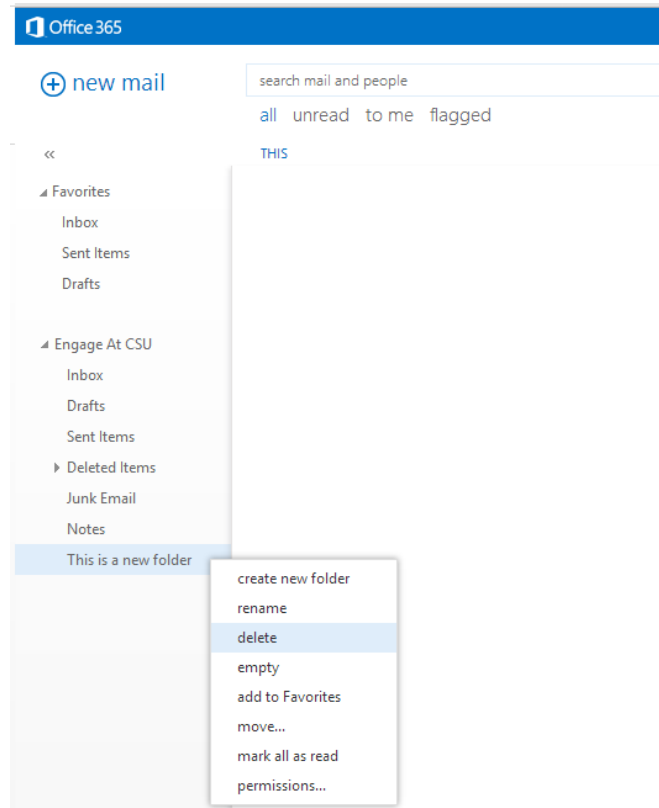 Office 365
new mail
search mail and people
all unread to me flagged
«
THIS
Favorites
Inbox
Sent Items
Drafts
Engage At CSU
Inbox
Drafts
Sent Items
Deleted Items
Junk Email
Notes
This is a new folder
create new folder
rename
delete
empty
add to Favorites
move...
mark all as read
permissions...